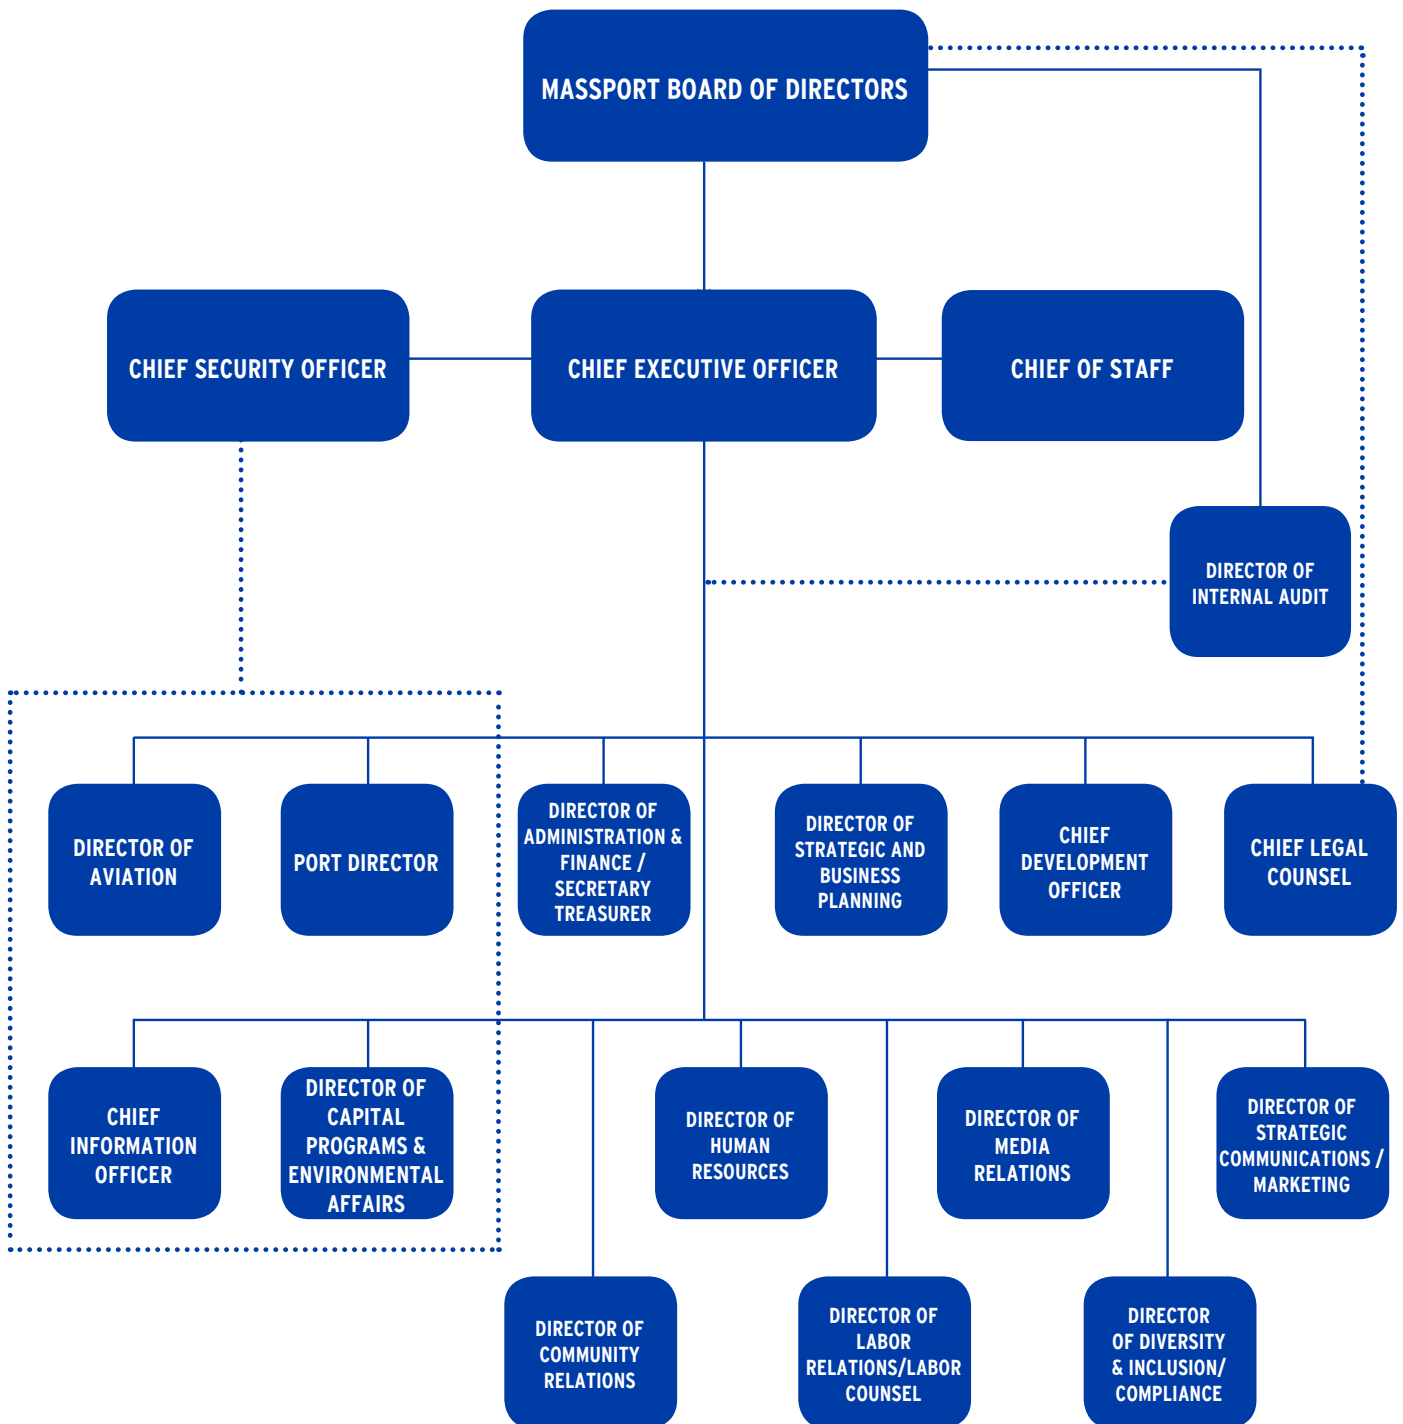 MASSPORT BOARD OF DIRECTORS
CHIEF SECURITY OFFICER
CHIEF EXECUTIVE OFFICER
CHIEF OF STAFF
DIRECTOR OF
INTERNAL AUDIT
DIRECTOR OF
AVIATION
PORT DIRECTOR
DIRECTOR OF
ADMINISTRATION &
FINANCE /
SECRETARY
TREASURER
DIRECTOR OF
STRATEGIC AND
BUSINESS
PLANNING
CHIEF
DEVELOPMENT
OFFICER
CHIEF LEGAL
COUNSEL
CHIEF
INFORMATION
OFFICER
DIRECTOR OF
CAPITAL
PROGRAMS &
ENVIRONMENTAL
AFFAIRS
DIRECTOR OF
HUMAN
RESOURCES
DIRECTOR OF
MEDIA
RELATIONS
DIRECTOR OF
STRATEGIC
COMMUNICATIONS /
MARKETING
DIRECTOR OF
COMMUNITY
RELATIONS
DIRECTOR OF
LABOR
RELATIONS/LABOR
COUNSEL
DIRECTOR
OF DIVERSITY
& INCLUSION/
COMPLIANCE